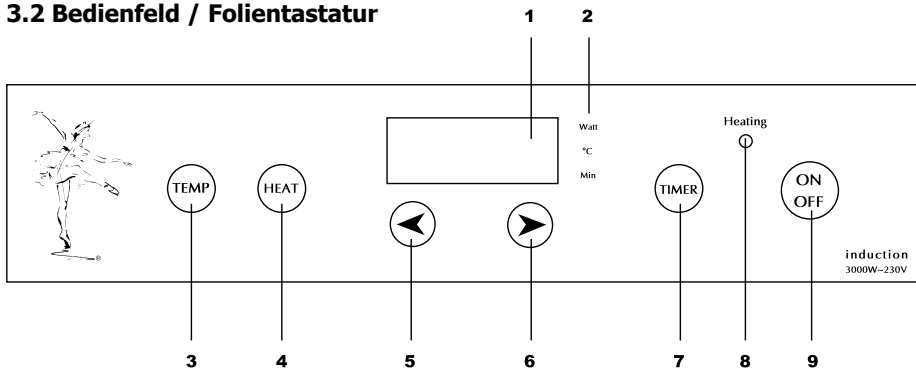 3.2 Bedienfeld / Folientastatur
1 2
Watt
°C
Min
Heating
TEMP
HEAT
TIMER
ON
OFF
induction
3000W~230V
®
3 4 5 6 7 8 9